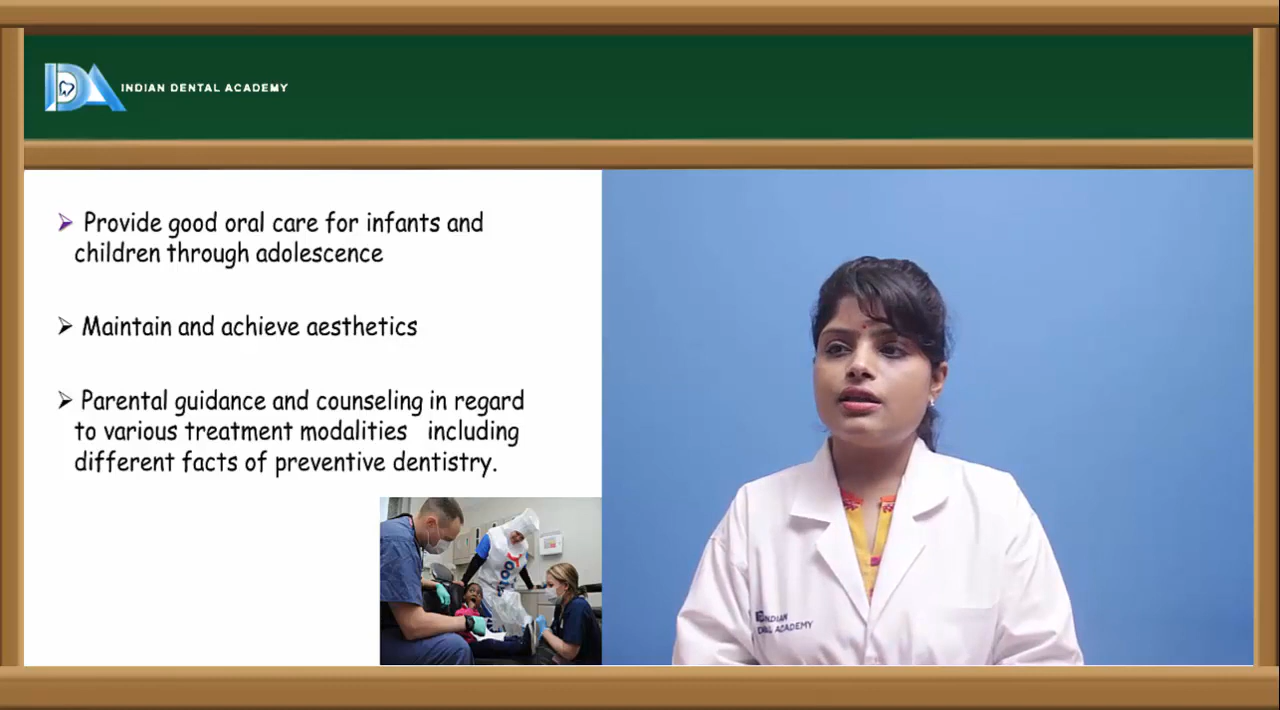 INDIAN DENTAL ACADEMY
➢ Provide good oral care for infants and
children through adolescence
➢ Maintain and achieve aesthetics
➢ Parental guidance and counseling in regard
to various treatment modalities including
different facts of preventive dentistry.
INDIAN
DENTAL ACADEMY